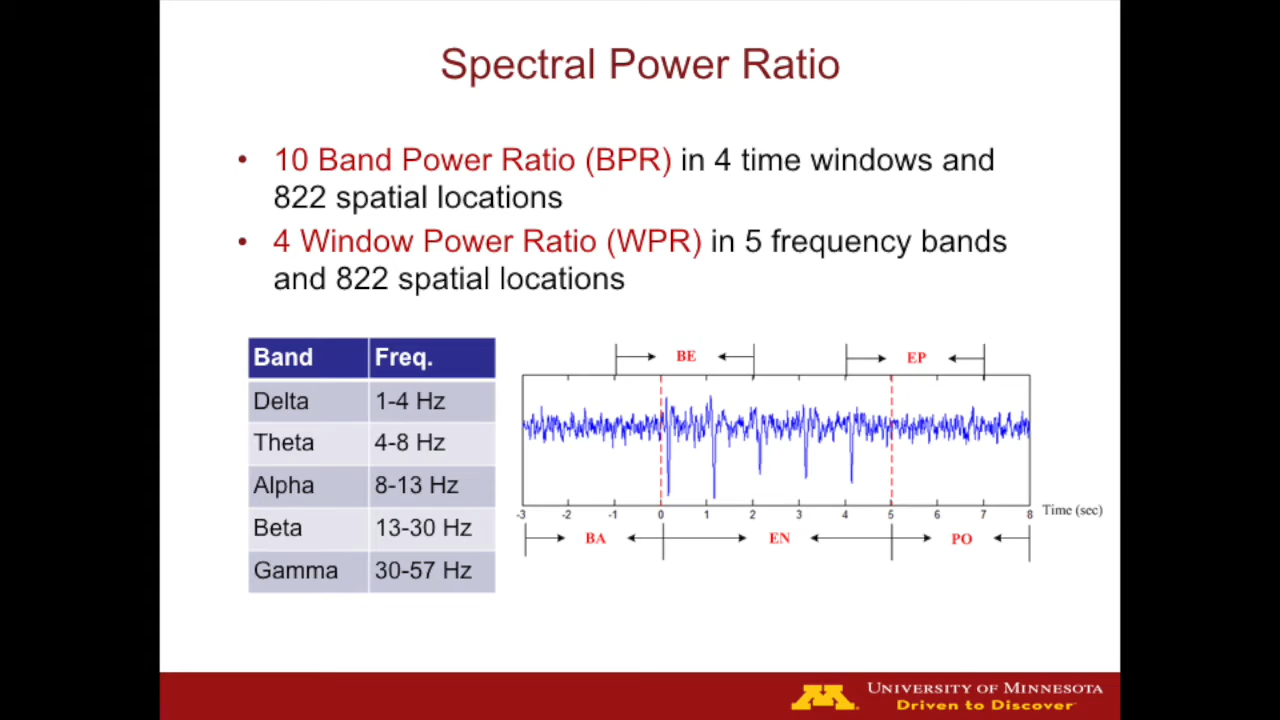 Spectral Power Ratio
• 10 Band Power Ratio (BPR) in 4 time windows and
822 spatial locations
• 4 Window Power Ratio (WPR) in 5 frequency bands
and 822 spatial locations
Band Freq.
Delta 1-4 Hz
Theta 4-8 Hz
Alpha 8-13 Hz
Beta 13-30 Hz
Gamma 30-57 Hz
BE EP
-3 -2 -1 0 1 2 3 4 5 6 7 8 Time (sec)
BA EN PO
M
UNIVERSITY OF MINNESOTA
Driven to Discover